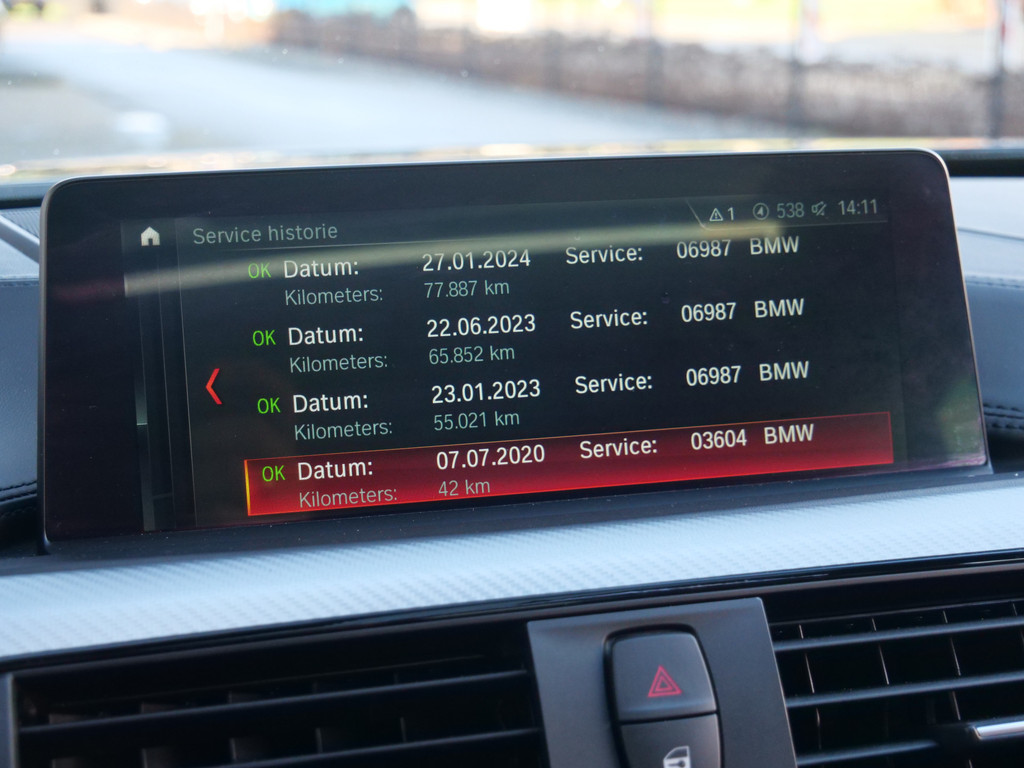 Service historie 1 538 14:11
OK Datum: 27.01.2024 Service: 06987 BMW
Kilometers: 77.887 km
OK Datum: 22.06.2023 Service: 06987 BMW
Kilometers: 65.852 km
OK Datum: 23.01.2023 Service: 06987 BMW
Kilometers: 55.021 km
OK Datum: 07.07.2020 Service: 03604 BMW
Kilometers: 42 km